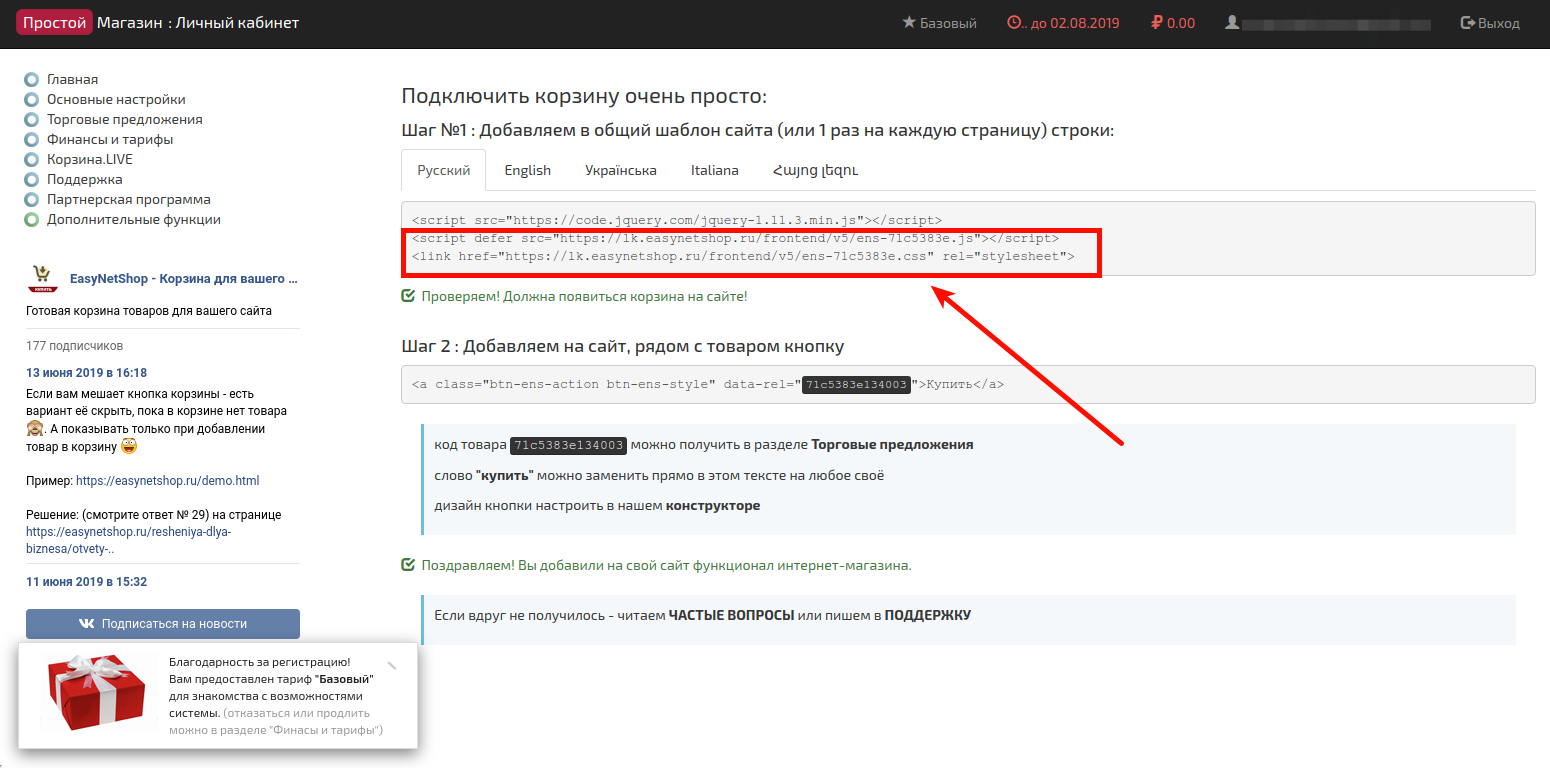 Простой Магазин : Личный кабинет
Базовый
.. до 02.08.2019
0.00
Выход
Главная
Основные настройки
Торговые предложения
Финансы и тарифы
Корзина.LIVE
Поддержка
Партнерская программа
Дополнительные функции
EasyNetShop - Корзина для вашего ...
Готовая корзина товаров для вашего сайта
177 подписчиков
13 июня 2019 в 16:18
Если вам мешает кнопка корзины - есть
вариант её скрыть, пока в корзине нет товара
. А показывать только при добавлении
товар в корзину
Пример: https://easynetshop.ru/demo.html
Решение: (смотрите ответ № 29) на странице
https://easynetshop.ru/resheniya-dlya-
biznesa/otvety-..
11 июня 2019 в 15:32
Подписаться на новости
Благодарность за регистрацию!
Вам предоставлен тариф "Базовый"
для знакомства с возможностями
системы. (отказаться или продлить
можно в разделе "Финасы и тарифы")
Подключить корзину очень просто:
Шаг №1 : Добавляем в общий шаблон сайта (или 1 раз на каждую страницу) строки:
Русский English Українська Italiana Հայոց լեզու
<script src="https://code.jquery.com/jquery-1.11.3.min.js"></script>
<script defer src="https://lk.easynetshop.ru/frontend/v5/ens-71c5383e.js"></script>
<link href="https://lk.easynetshop.ru/frontend/v5/ens-71c5383e.css" rel="stylesheet">
Проверяем! Должна появиться корзина на сайте!
Шаг 2 : Добавляем на сайт, рядом с товаром кнопку
<a class="btn-ens-action btn-ens-style" data-rel="71c5383e134003">Купить</a>
код товара 71c5383e134003 можно получить в разделе Торговые предложения
слово "купить" можно заменить прямо в этом тексте на любое своё
дизайн кнопки настроить в нашем конструкторе
Поздравляем! Вы добавили на свой сайт функционал интернет-магазина.
Если вдруг не получилось - читаем ЧАСТЫЕ ВОПРОСЫ или пишем в ПОДДЕРЖКУ